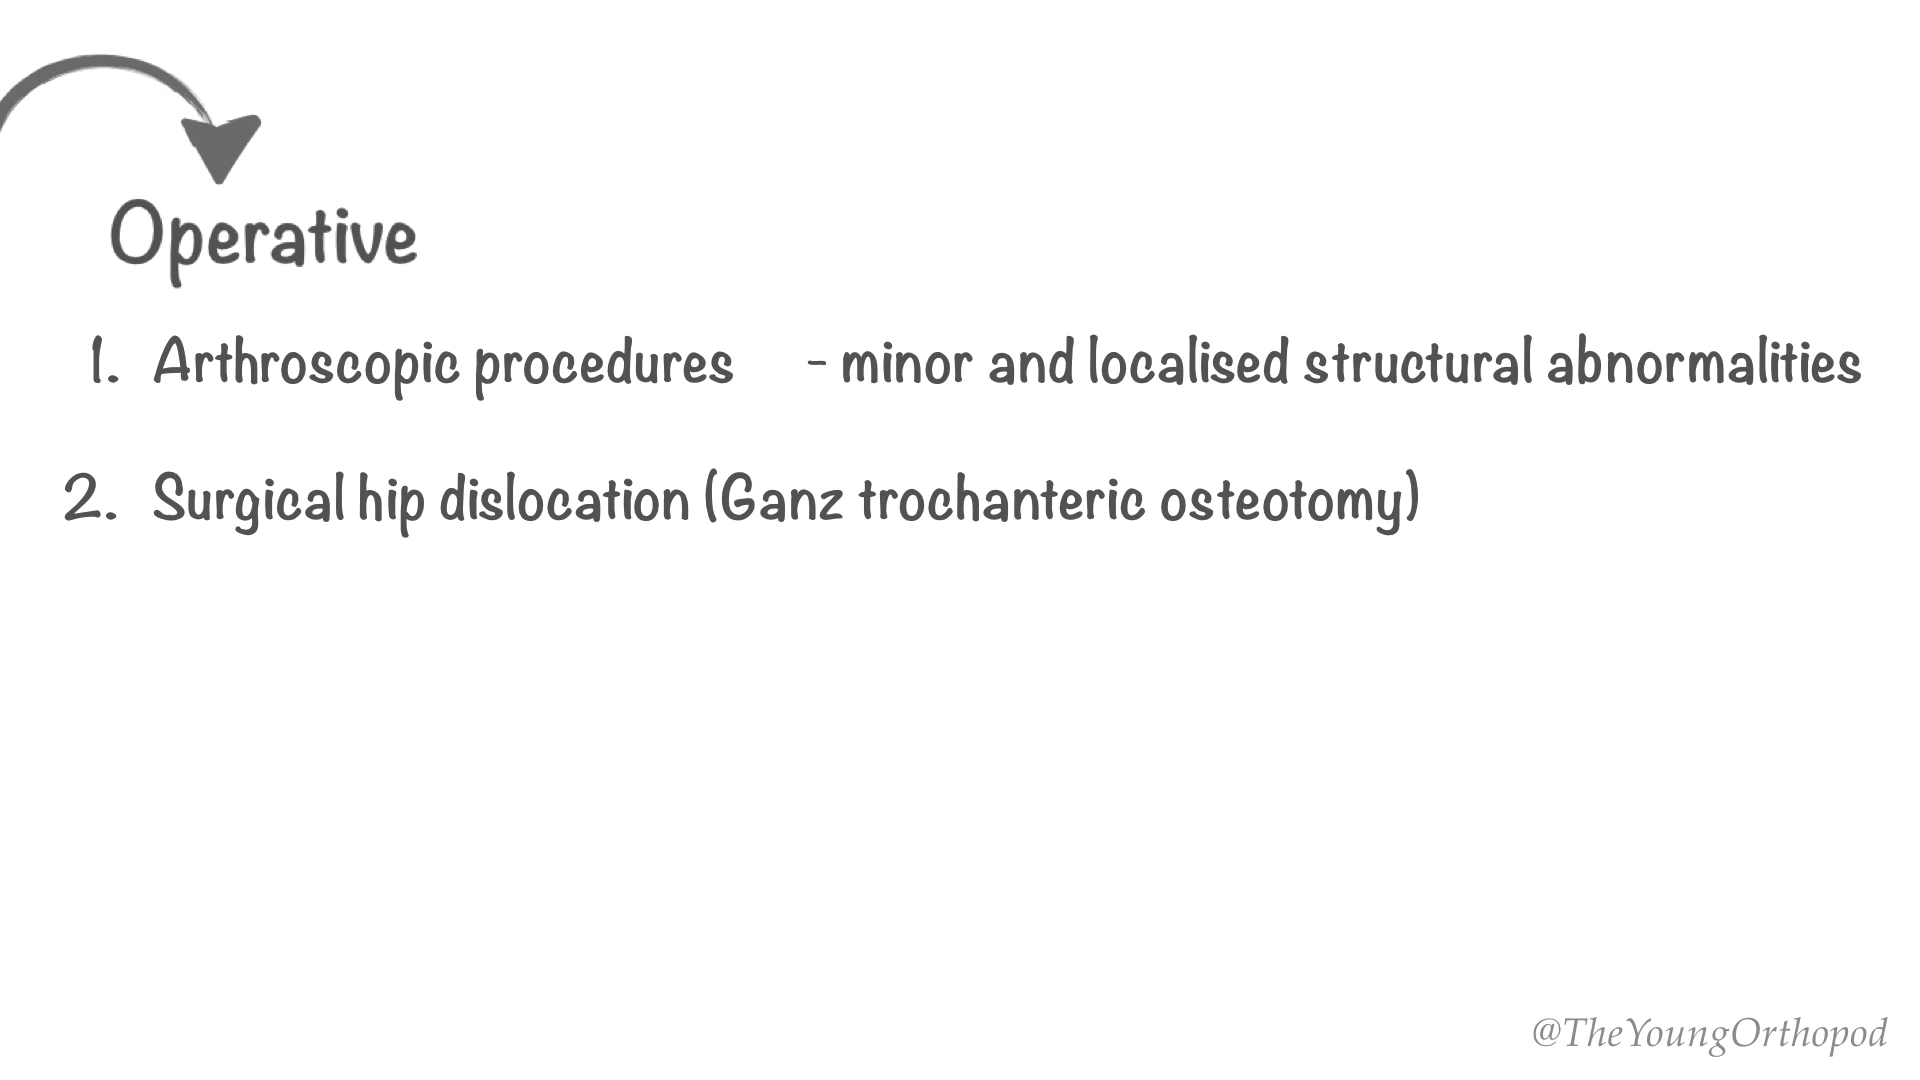 Operative
1. Arthroscopic procedures - minor and localised structural abnormalities
2. Surgical hip dislocation (Ganz trochanteric osteotomy)
@TheYoungOrthopod